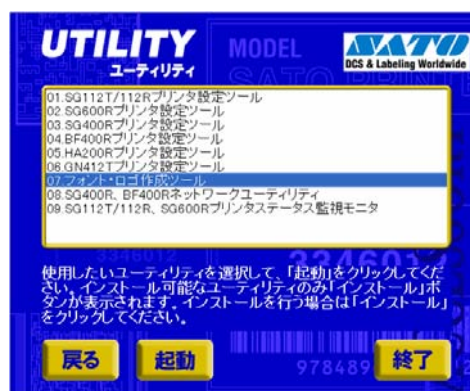 UTILITY
ユーティリティ
MODEL
SATO
DCS & Labeling Worldwide
SATO PRIN
01.SG112T/112Rプリンタ設定ツール
02.SG600Rプリンタ設定ツール
03.SG400Rプリンタ設定ツール
04.BF400Rプリンタ設定ツール
05.HA200Rプリンタ設定ツール
06.GN412Tプリンタ設定ツール
07.フォント・ロゴ作成ツール
08.SG400R、BF400Rネットワークユーティリティ
09.SG112T/112R、SG600Rプリンタステータス監視モニタ
3346012
334601
使用したいユーティリティを選択して、「起動」をクリックしてくだ
さい。インストール可能なユーティリティのみ「インストール」ボ
タンが表示されます。インストールを行う場合は「インストール」
をクリックしてください。
戻る
起動
978489
終了